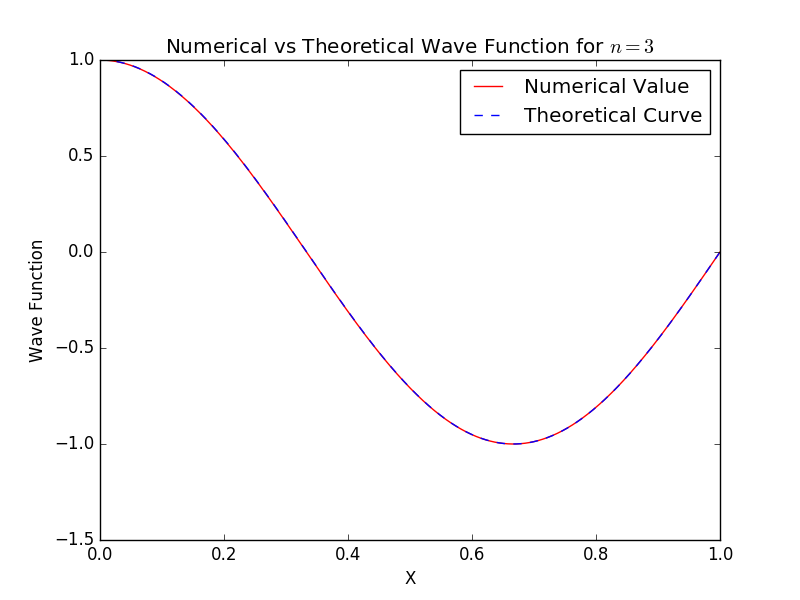 Numerical vs Theoretical Wave Function for n = 3
Numerical Value
Theoretical Curve
1.0
0.5
0.0
−0.5
−1.0
−1.5
Wave Function
0.0 0.2 0.4 0.6 0.8 1.0
X